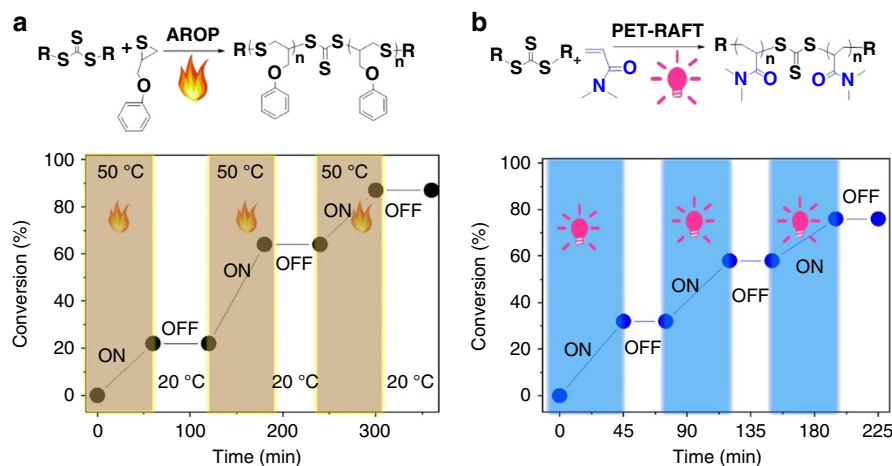 a
AROP
R S S S R + S O
R S n S S S S n R
O O
50 °C 50 °C 50 °C
ON OFF ON OFF ON OFF
20 °C 20 °C 20 °C
Conversion (%)
100
80
60
40
20
0
0 100 200 300
Time (min)
b
PET-RAFT
R S S S R + N O
R n S S S n R
N O O N
ON OFF ON OFF ON OFF
Conversion (%)
100
80
60
40
20
0
0 45 90 135 180 225
Time (min)